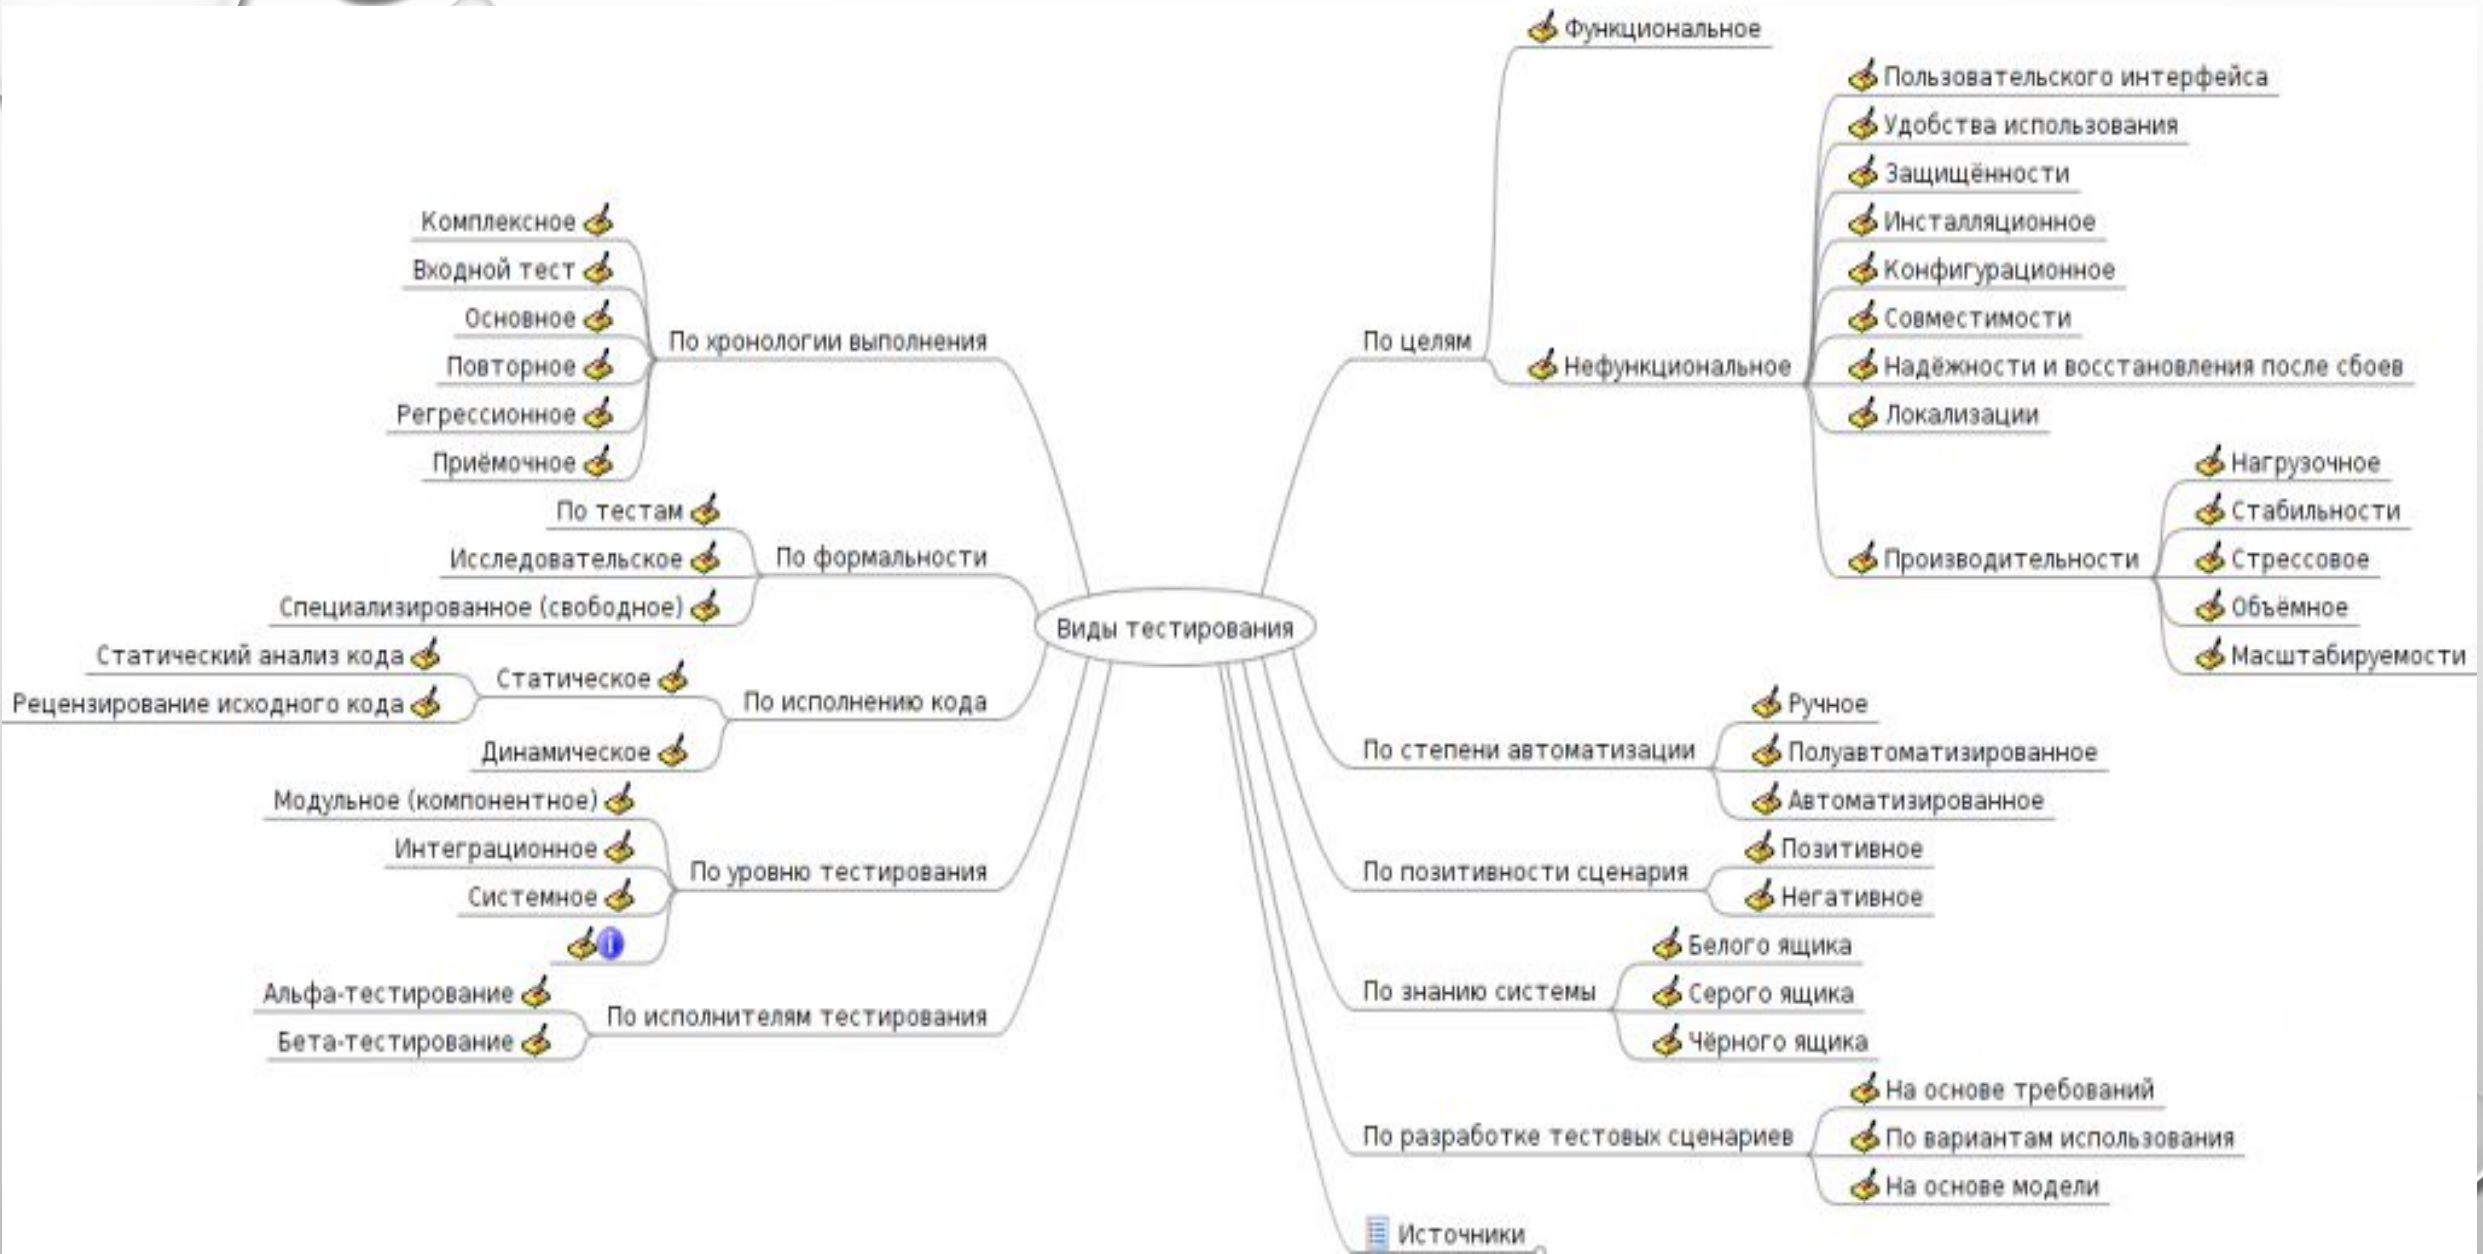 Виды тестирования
По хронологии выполнения
Комплексное
Входной тест
Основное
Повторное
Регрессионное
Приёмочное
По формальности
По тестам
Исследовательское
Специализированное (свободное)
По исполнению кода
Статическое
Статический анализ кода
Рецензирование исходного кода
Динамическое
По уровню тестирования
Модульное (компонентное)
Интеграционное
Системное
По исполнителям тестирования
Альфа-тестирование
Бета-тестирование
По целям
Функциональное
Нефункциональное
Пользовательского интерфейса
Удобства использования
Защищённости
Инсталляционное
Конфигурационное
Совместимости
Надёжности и восстановления после сбоев
Локализации
Производительности
Нагрузочное
Стабильности
Стрессовое
Объёмное
Масштабируемости
По степени автоматизации
Ручное
Полуавтоматизированное
Автоматизированное
По позитивности сценария
Позитивное
Негативное
По знанию системы
Белого ящика
Серого ящика
Чёрного ящика
По разработке тестовых сценариев
На основе требований
По вариантам использования
На основе модели
Источники